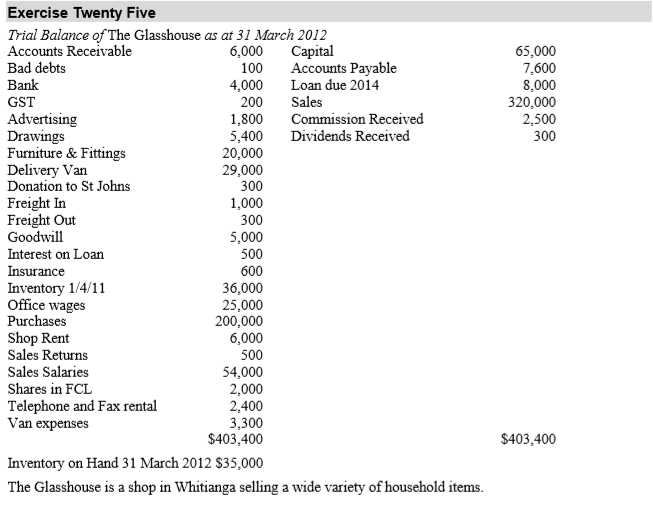 Exercise Twenty Five
Trial Balance of The Glasshouse as at 31 March 2012
Accounts Receivable 6,000 Capital 65,000
Bad debts 100 Accounts Payable 7,600
Bank 4,000 Loan due 2014 8,000
GST 200 Sales 320,000
Advertising 1,800 Commission Received 2,500
Drawings 5,400 Dividends Received 300
Furniture & Fittings 20,000
Delivery Van 29,000
Donation to St Johns 300
Freight In 1,000
Freight Out 300
Goodwill 5,000
Interest on Loan 500
Insurance 600
Inventory 1/4/11 36,000
Office wages 25,000
Purchases 200,000
Shop Rent 6,000
Sales Returns 500
Sales Salaries 54,000
Shares in FCL 2,000
Telephone and Fax rental 2,400
Van expenses 3,300
$403,400 $403,400
Inventory on Hand 31 March 2012 $35,000
The Glasshouse is a shop in Whitianga selling a wide variety of household items.